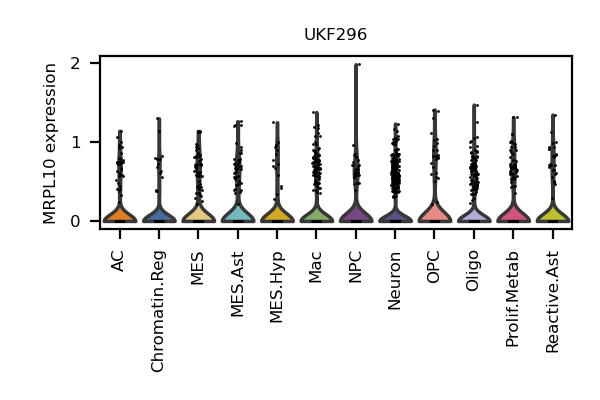 UKF296
MRPL10 expression
2
1
0
AC
Chromatin.Reg
MES
MES.Ast
MES.Hyp
Mac
NPC
Neuron
OPC
Oligo
Prolif.Metab
Reactive.Ast